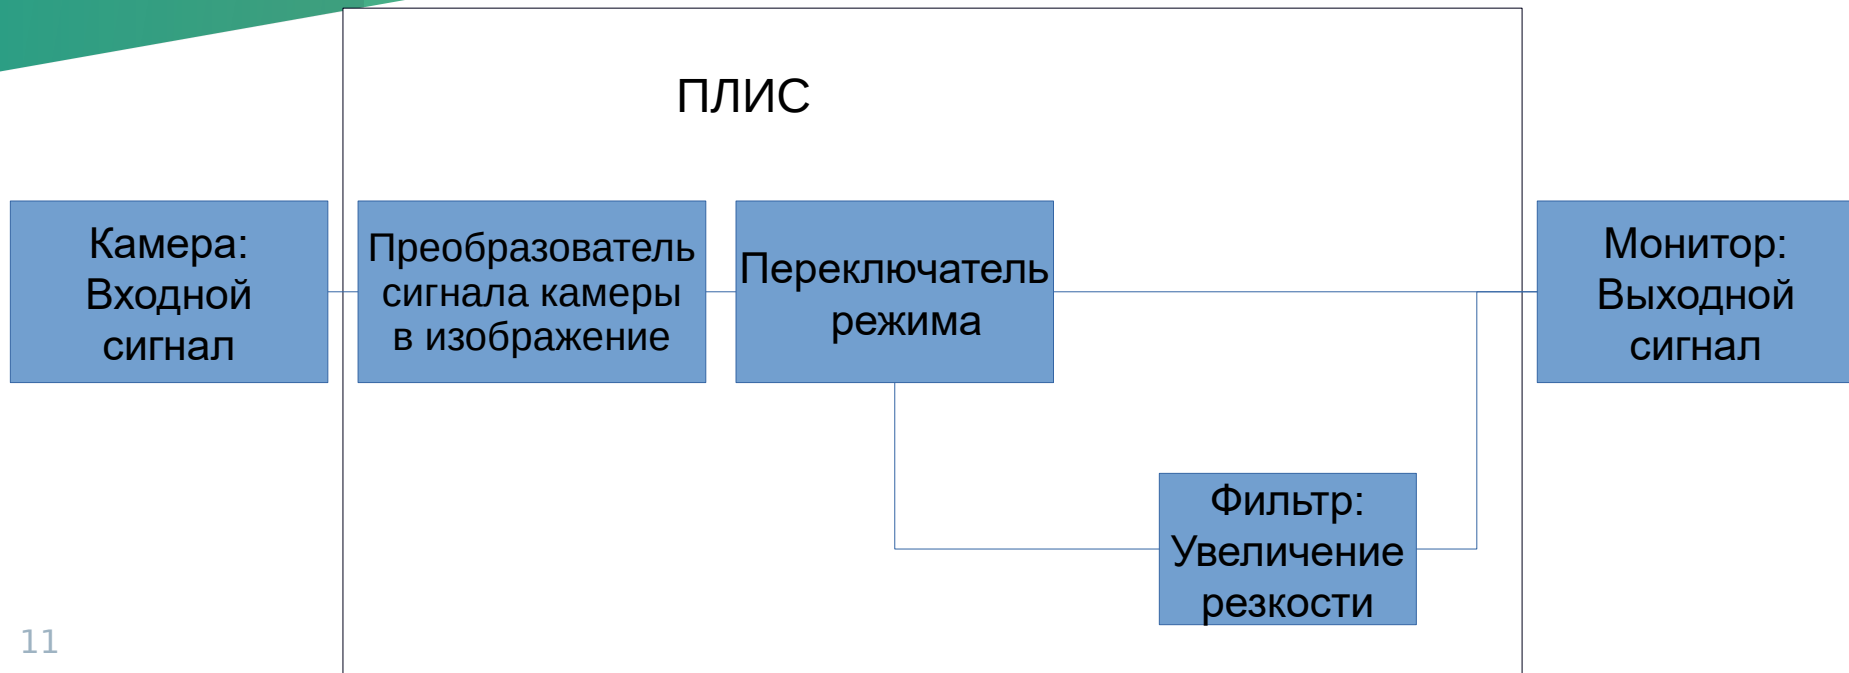 ПЛИС
Камера:
Входной
сигнал
Преобразователь
сигнала камеры
в изображение
Переключатель
режима
Монитор:
Выходной
сигнал
Фильтр:
Увеличение
резкости
11